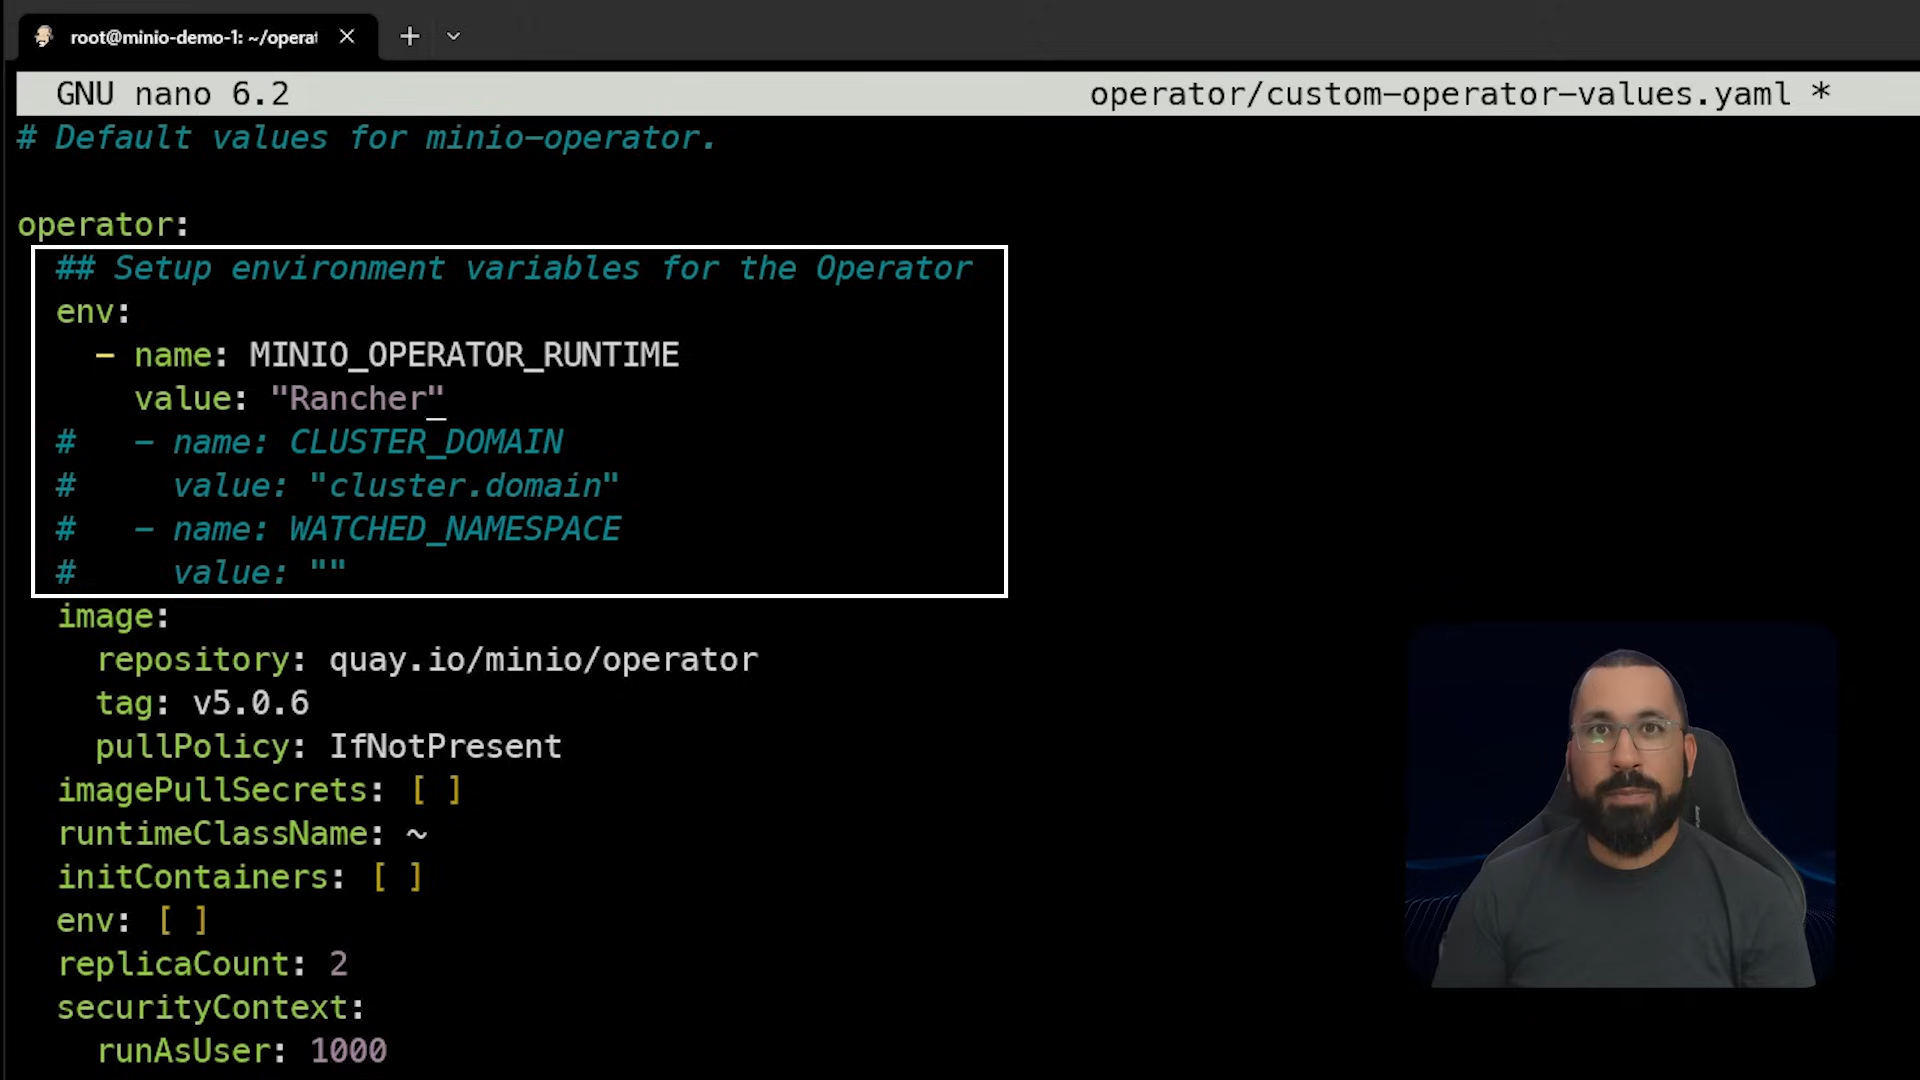 root@minio-demo-1: ~/operat
GNU nano 6.2 operator/custom-operator-values.yaml *
# Default values for minio-operator.
operator:
## Setup environment variables for the Operator
env:
- name: MINIO_OPERATOR_RUNTIME
value: "Rancher"
# - name: CLUSTER_DOMAIN
# value: "cluster.domain"
# - name: WATCHED_NAMESPACE
# value: ""
image:
repository: quay.io/minio/operator
tag: v5.0.6
pullPolicy: IfNotPresent
imagePullSecrets: [ ]
runtimeClassName: ~
initContainers: [ ]
env: [ ]
replicaCount: 2
securityContext:
runAsUser: 1000